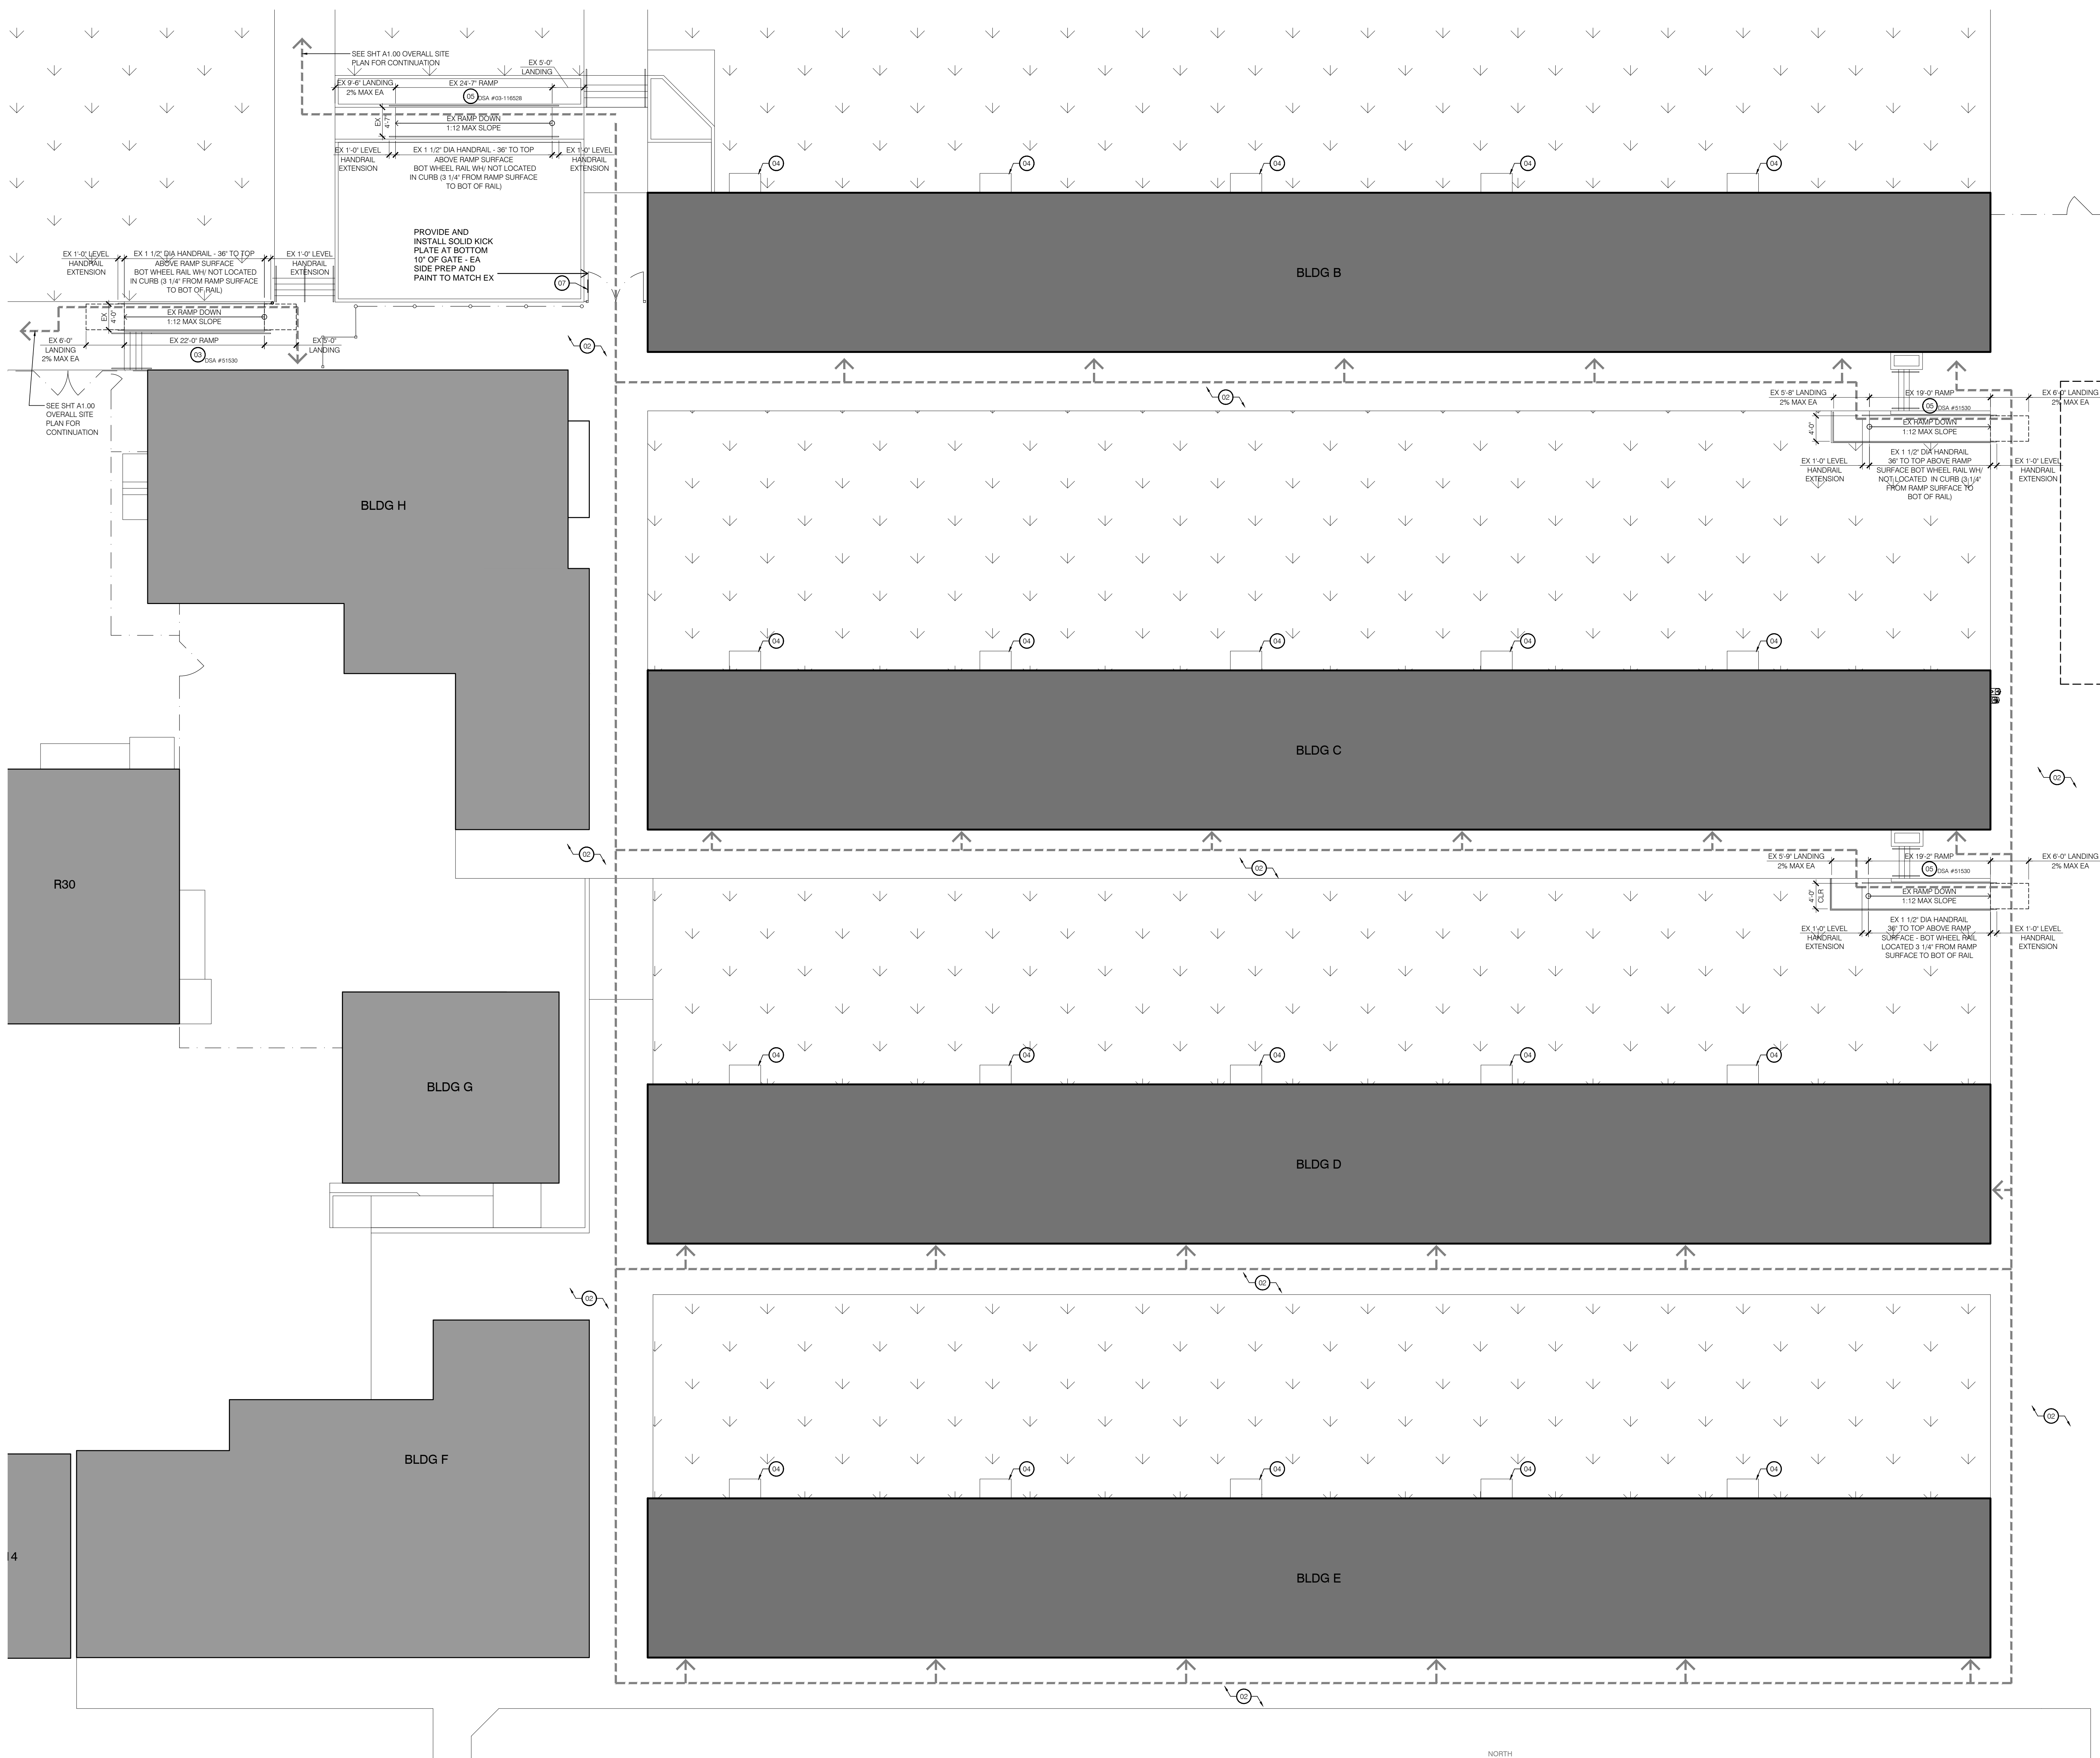 SEE SHT A1.00 OVERALL SITE
PLAN FOR CONTINUATION
EX 5'-0"
LANDING
EX 9'-6" LANDING
2% MAX EA
EX 24'-7" RAMP
05
DSA #03-116528
EX
4'-7"
EX RAMP DOWN
1:12 MAX SLOPE
EX 1'-0" LEVEL
HANDRAIL
EXTENSION
EX 1 1/2" DIA HANDRAIL - 36" TO TOP
ABOVE RAMP SURFACE
BOT WHEEL RAIL WH/ NOT LOCATED
IN CURB (3 1/4" FROM RAMP SURFACE
TO BOT OF RAIL)
EX 1'-0" LEVEL
HANDRAIL
EXTENSION
04
04
04
04
04
PROVIDE AND
INSTALL SOLID KICK
PLATE AT BOTTOM
10" OF GATE - EA
SIDE PREP AND
PAINT TO MATCH EX
07
BLDG B
EX 1'-0" LEVEL
HANDRAIL
EXTENSION
EX 1 1/2" DIA HANDRAIL - 36" TO TOP
ABOVE RAMP SURFACE
BOT WHEEL RAIL WH/ NOT LOCATED
IN CURB (3 1/4" FROM RAMP SURFACE
TO BOT OF RAIL)
EX 1'-0" LEVEL
HANDRAIL
EXTENSION
EX
4'-0"
EX RAMP DOWN
1:12 MAX SLOPE
EX 6'-0"
LANDING
2% MAX EA
EX 22'-0" RAMP
03
DSA #51530
EX 5'-0"
LANDING
02
SEE SHT A1.00
OVERALL SITE
PLAN FOR
CONTINUATION
02
EX 5'-8" LANDING
2% MAX EA
EX 19'-0" RAMP
05
DSA #51530
EX 6'-0" LANDING
2% MAX EA
4'-0"
EX RAMP DOWN
1:12 MAX SLOPE
EX 1'-0" LEVEL
HANDRAIL
EXTENSION
EX 1 1/2" DIA HANDRAIL
36" TO TOP ABOVE RAMP
SURFACE BOT WHEEL RAIL WH/
NOT LOCATED IN CURB (3 1/4"
FROM RAMP SURFACE TO
BOT OF RAIL)
EX 1'-0" LEVEL
HANDRAIL
EXTENSION
BLDG H
04
04
04
04
04
BLDG C
02
02
02
EX 5'-9" LANDING
2% MAX EA
EX 19'-2" RAMP
05
DSA #51530
EX 6'-0" LANDING
2% MAX EA
4'-0"
CLR
EX RAMP DOWN
1:12 MAX SLOPE
EX 1'-0" LEVEL
HANDRAIL
EXTENSION
EX 1 1/2" DIA HANDRAIL
36" TO TOP ABOVE RAMP
SURFACE - BOT WHEEL RAIL
LOCATED 3 1/4" FROM RAMP
SURFACE TO BOT OF RAIL
EX 1'-0" LEVEL
HANDRAIL
EXTENSION
R30
04
04
04
04
04
BLDG G
BLDG D
02
02
02
BLDG F
04
04
04
04
04
14
BLDG E
02
NORTH